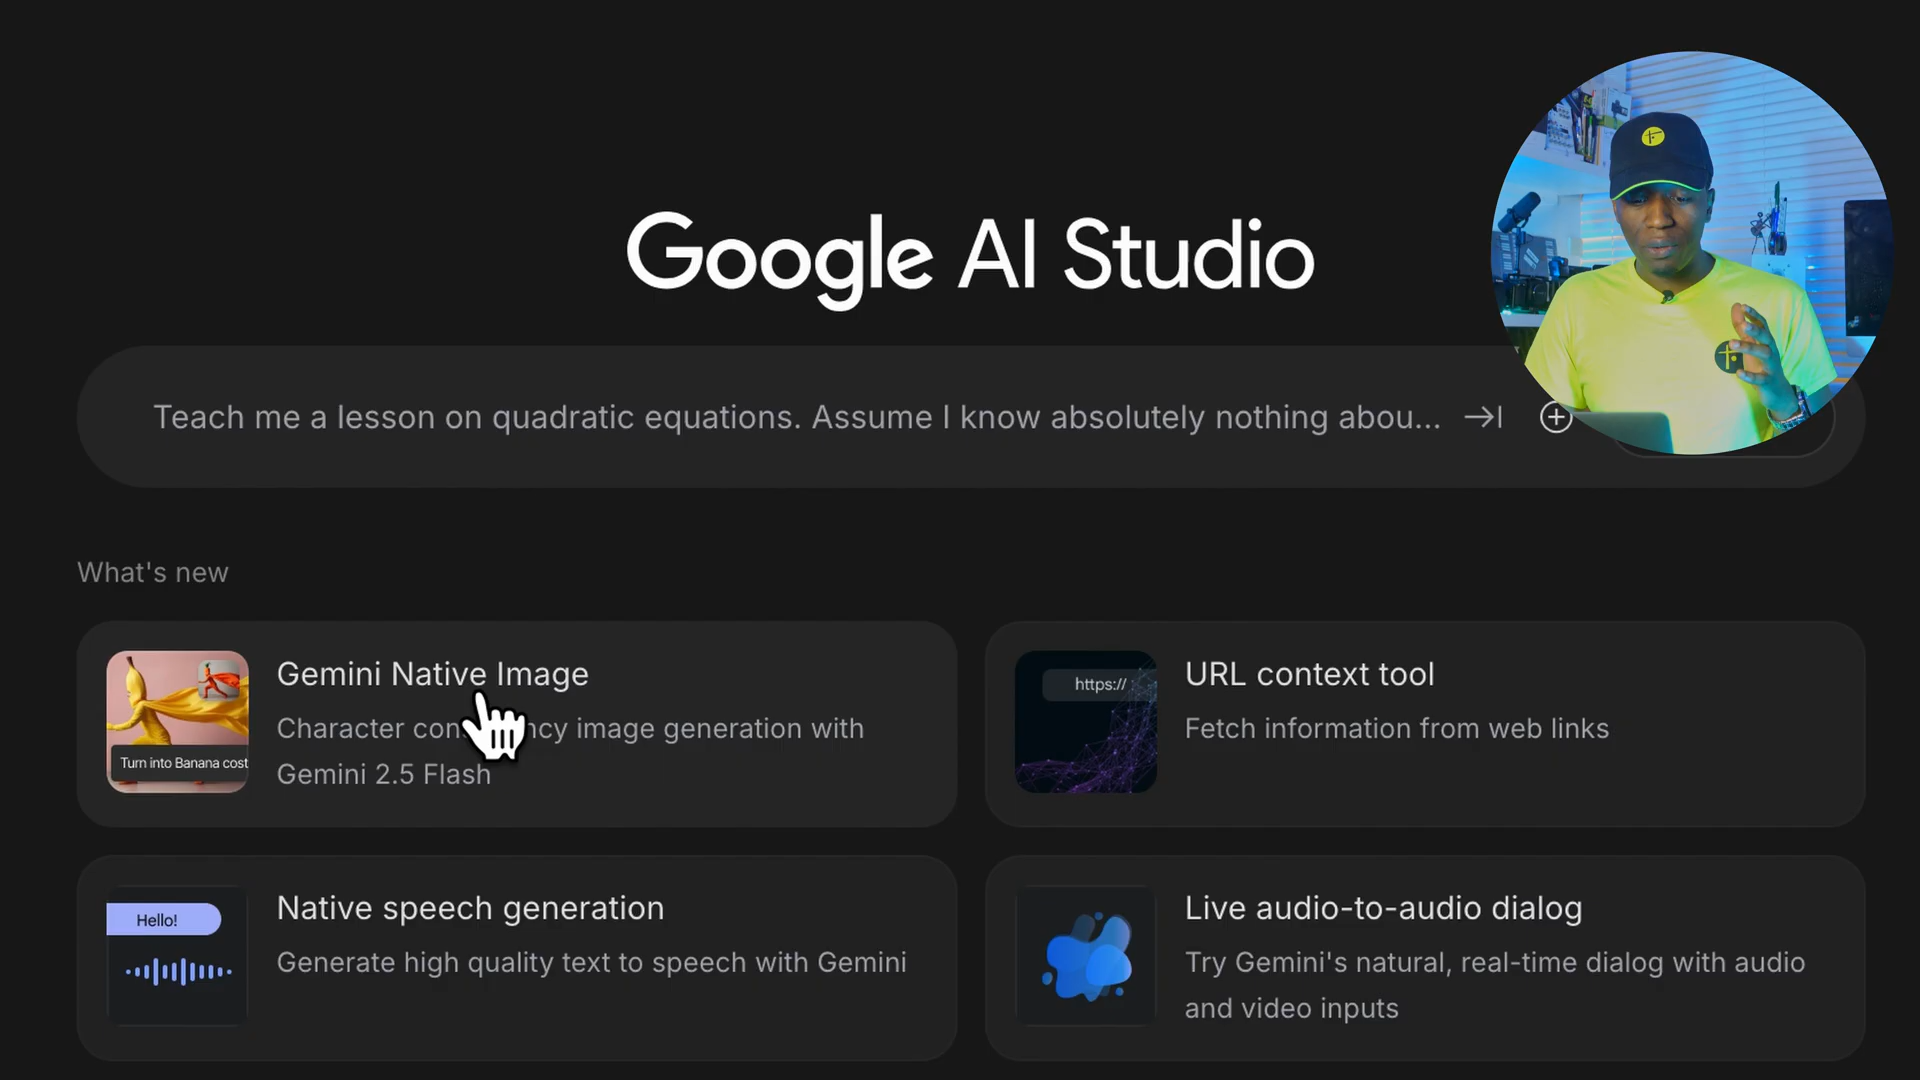 Google AI Studio
Teach me a lesson on quadratic equations. Assume I know absolutely nothing abou...
What's new
Gemini Native Image
Character ncy image generation with
Gemini 2.5 Flash
Turn into Banana cost
https://
URL context tool
Fetch information from web links
Hello!
Native speech generation
Generate high quality text to speech with Gemini
Live audio-to-audio dialog
Try Gemini's natural, real-time dialog with audio
and video inputs